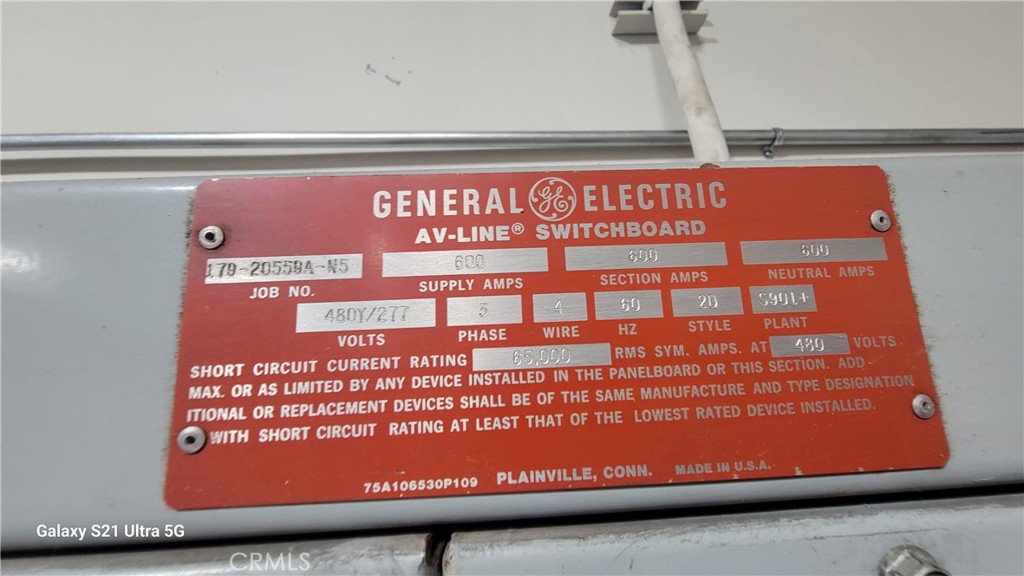 GENERAL GE ELECTRIC
AV-LINE® SWITCHBOARD
179-20559A-N5 600 600 600
JOB NO. SUPPLY AMPS SECTION AMPS NEUTRAL AMPS
480Y/277 3 4 60 2D S901+
VOLTS PHASE WIRE HZ STYLE PLANT
SHORT CIRCUIT CURRENT RATING 65,000 RMS SYM. AMPS. AT 480 VOLTS
MAX. OR AS LIMITED BY ANY DEVICE INSTALLED IN THE PANELBOARD OR THIS SECTION. ADD-
ITIONAL OR REPLACEMENT DEVICES SHALL BE OF THE SAME MANUFACTURE AND TYPE DESIGNATION
WITH SHORT CIRCUIT RATING AT LEAST THAT OF THE LOWEST RATED DEVICE INSTALLED.
75A106530P109 PLAINVILLE, CONN. MADE IN U.S.A.
Galaxy S21 Ultra 5G
CRMLS